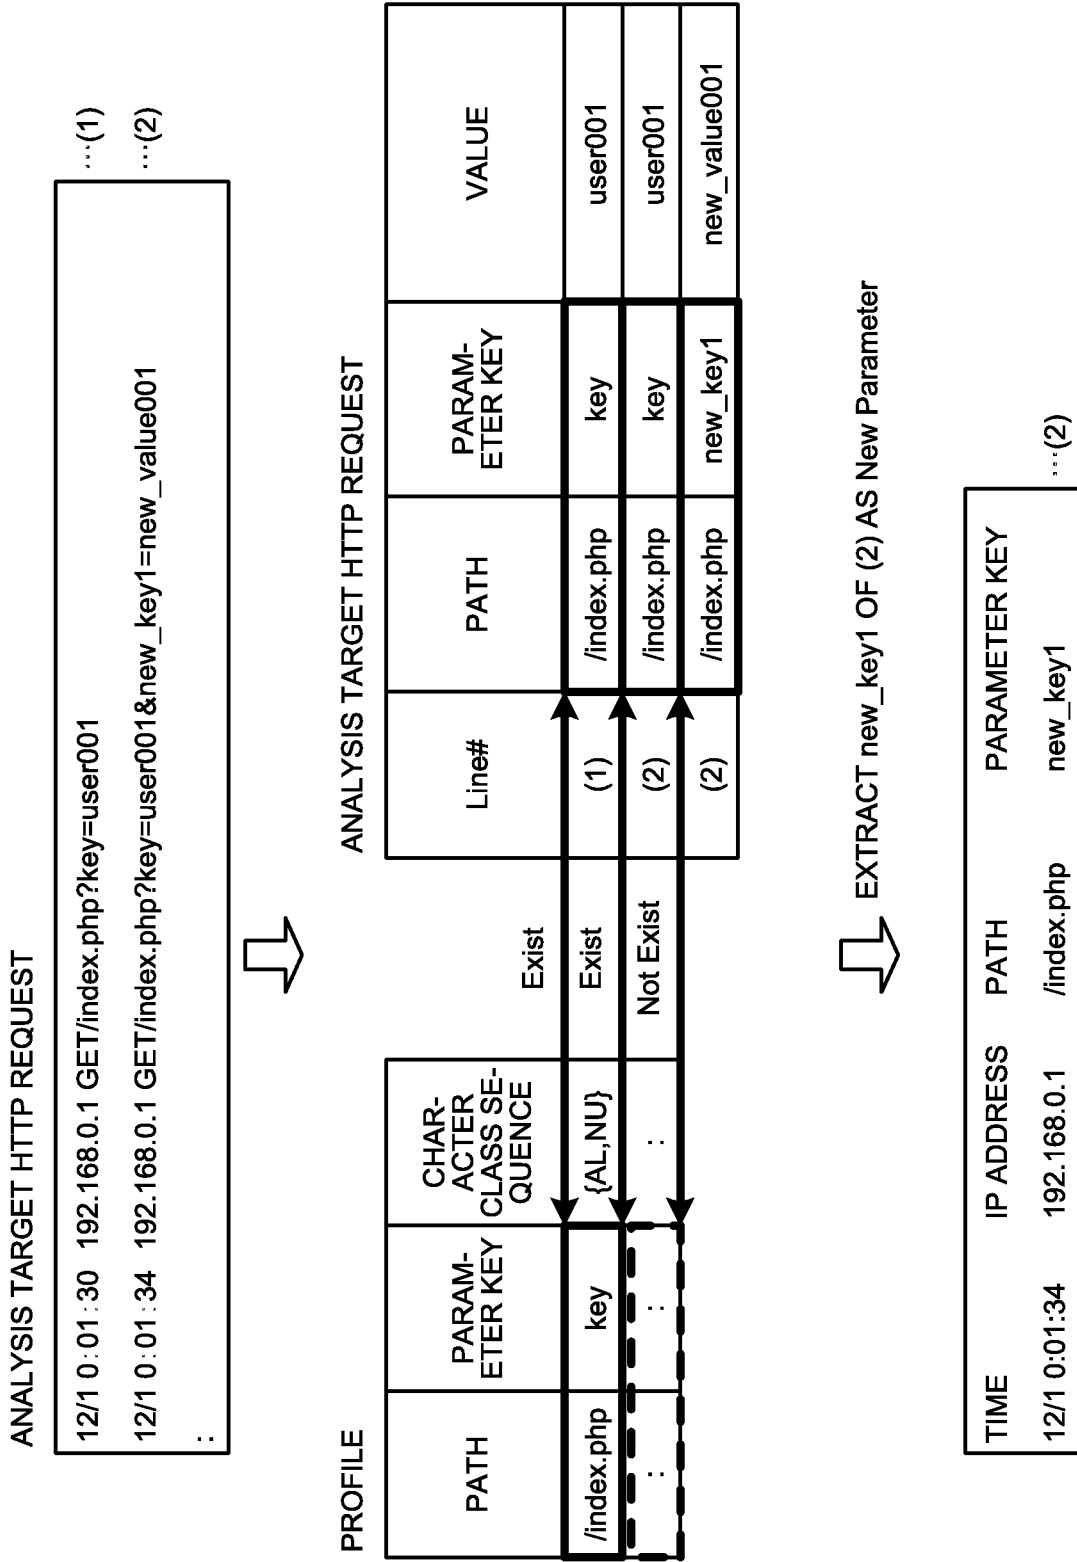 ANALYSIS TARGET HTTP REQUEST
12/1 0:01:30 192.168.0.1 GET/index.php?key=user001 …(1)
12/1 0:01:34 192.168.0.1 GET/index.php?key=user001&new_key1=new_value001 …(2)
:
PROFILE
PATH
PARAM-
ETER KEY
CHAR-
ACTER
CLASS SE-
QUENCE
/index.php key {AL,NU}
: : :
Exist
Exist
Not Exist
ANALYSIS TARGET HTTP REQUEST
Line#
PATH
PARAM-
ETER KEY
VALUE
(1) /index.php key user001
(2) /index.php key user001
(2) /index.php new_key1 new_value001
EXTRACT new_key1 OF (2) AS New Parameter
TIME IP ADDRESS PATH PARAMETER KEY
12/1 0:01:34 192.168.0.1 /index.php new_key1 …(2)